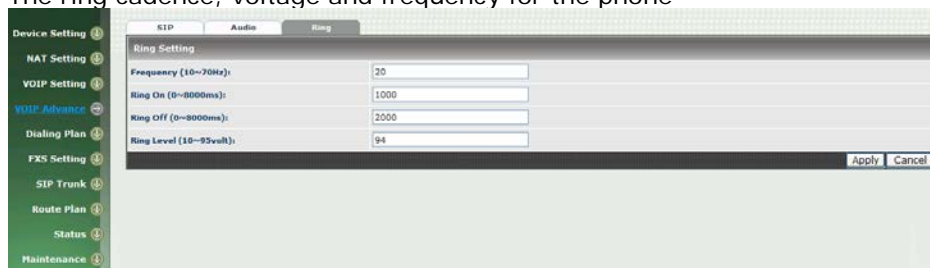 The ring cadence, voltage and frequency for the phone
Device Setting
NAT Setting
VOIP Setting
VOIP Advance
Dialing Plan
FXS Setting
SIP Trunk
Route Plan
Status
Maintenance
SIP Audio Ring
Ring Setting
Frequency (10~70Hz): 20
Ring On (0~8000ms): 1000
Ring Off (0~8000ms): 2000
Ring Level (10~95volt): 94
Apply Cancel